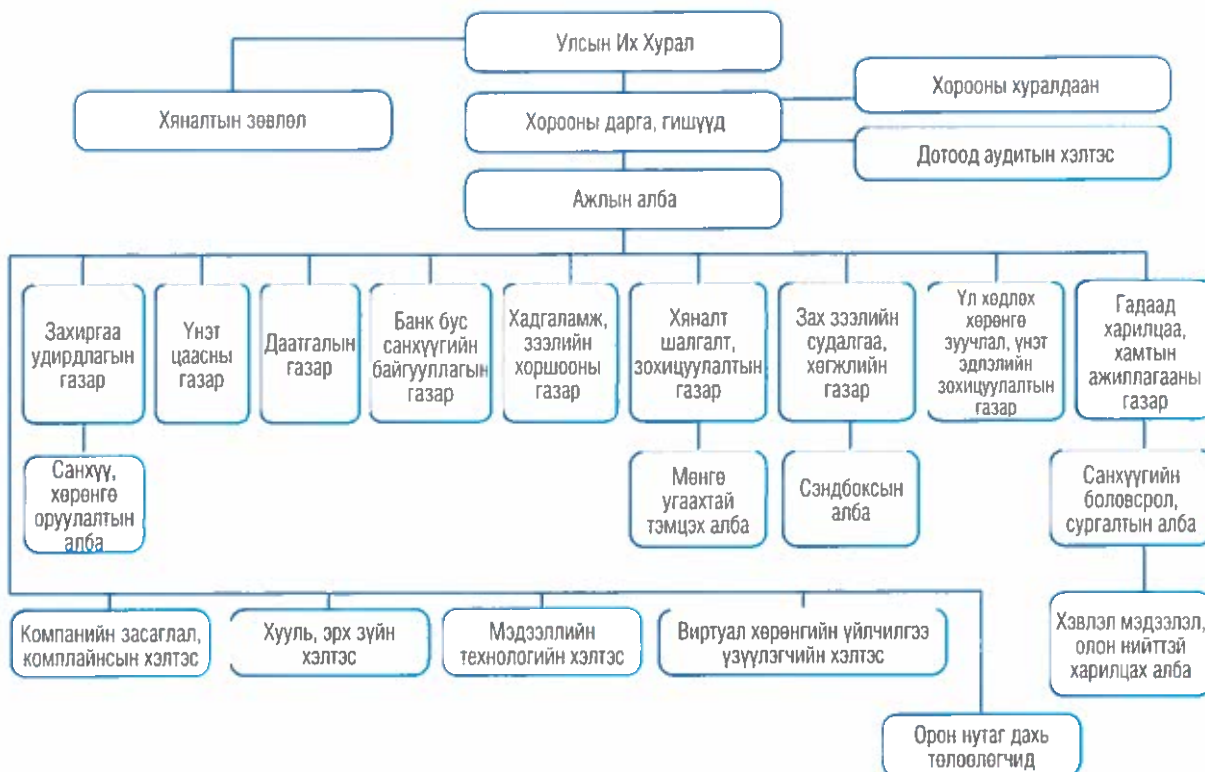 Улсын Их Хурал
Хяналтын зөвлөл
Хорооны дарга, гишүүд
Хорооны хуралдаан
Дотоод аудитын хэлтэс
Ажлын алба
Захиргаа
удирдлагын
газар
Үнэт
цаасны
газар
Даатгалын
газар
Банк бус
санхүүгийн
байгууллагын
газар
Хадгаламж,
зээлийн
хоршооны
газар
Хяналт
шалгалт,
зохицуулалтын
газар
Зах зээлийн
судалгаа,
хөгжлийн
газар
Үл хөдлөх
хөрөнгө
зуучлал, үнэт
эдлэлийн
зохицуулалтын
газар
Гадаад
харилцаа,
хамтын
ажиллагааны
газар
Санхүү,
хөрөнгө
оруулалтын
алба
Мөнгө
угаахтай
тэмцэх алба
Сэндбоксын
алба
Санхүүгийн
боловсрол,
сургалтын алба
Компанийн засаглал,
комплайнсын хэлтэс
Хууль, эрх зүйн
хэлтэс
Мэдээллийн
технологийн хэлтэс
Виртуал хөрөнгийн үйлчилгээ
үзүүлэгчийн хэлтэс
Хэвлэл мэдээлэл,
олон нийттэй
харилцах алба
Орон нутаг дахь
төлөөлөгчид